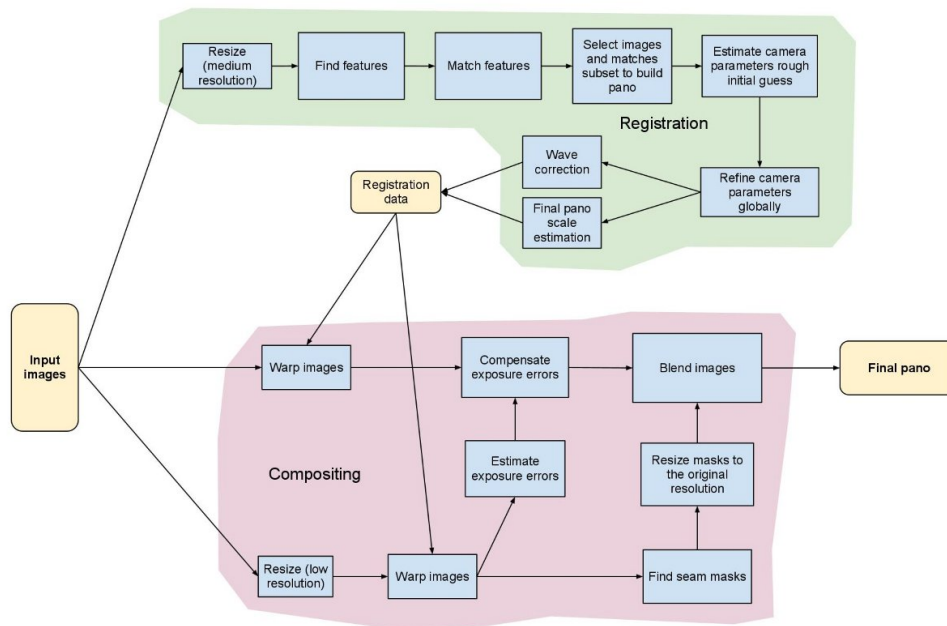 Resize
(medium
resolution)
Find features
Match features
Select images
and matches
subset to build
pano
Estimate camera
parameters rough
initial guess
Registration
Wave
correction
Refine camera
parameters
globally
Registration
data
Final pano
scale
estimation
Input
images
Warp images
Compensate
exposure errors
Blend images
Final pano
Compositing
Estimate
exposure errors
Resize masks to
the original
resolution
Resize (low
resolution)
Warp images
Find seam masks